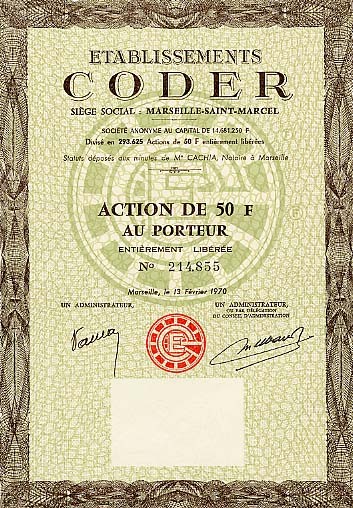 ETABLISSEMENTS
CODER
SIÈGE SOCIAL : MARSEILLE-SAINT-MARCEL
SOCIÉTÉ ANONYME AU CAPITAL DE 14.681.250 F
Divisé en 293.625 Actions de 50 F entièrement libérées
Statuts déposés aux minutes de Me CACHIA, Notaire à Marseille
ACTION DE 50 F
AU PORTEUR
ENTIÈREMENT LIBÉRÉE
No 214.855
Marseille, le 13 Février 1970
UN ADMINISTRATEUR,
UN ADMINISTRATEUR,
OU PAR DÉLÉGATION
DU CONSEIL D'ADMINISTRATION